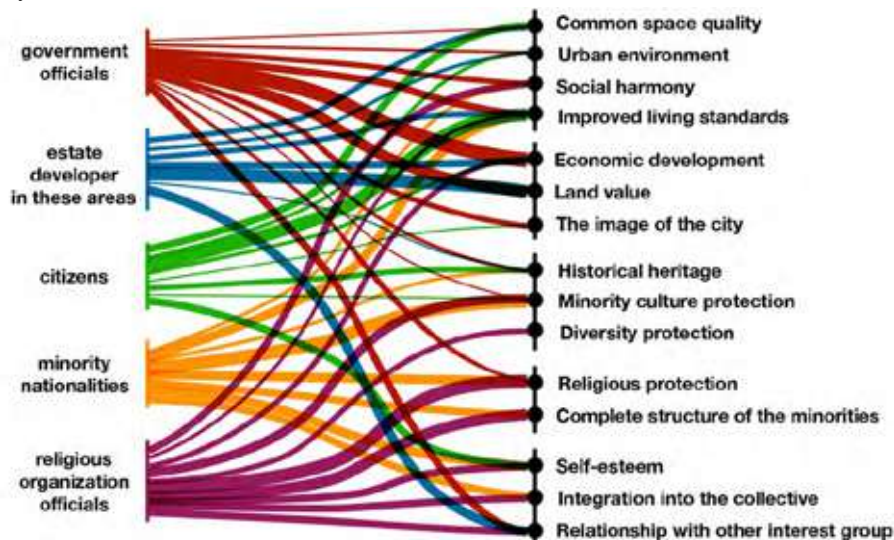 government
officials
estate
developer
in these areas
citizens
minority
nationalities
religious
organization
officials
Common space quality
Urban environment
Social harmony
Improved living standards
Economic development
Land value
The image of the city
Historical heritage
Minority culture protection
Diversity protection
Religious protection
Complete structure of the minorities
Self-esteem
Integration into the collective
Relationship with other interest group